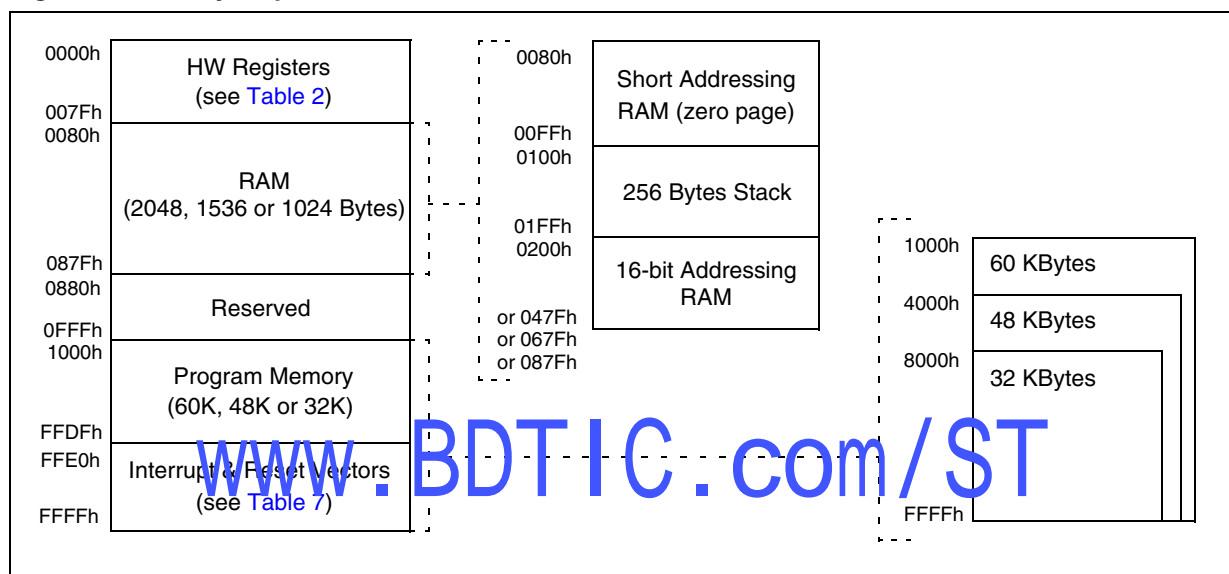 0000h
HW Registers
(see Table 2)
007Fh
0080h
RAM
(2048, 1536 or 1024 Bytes)
087Fh
0880h
Reserved
0FFFh
1000h
Program Memory
(60K, 48K or 32K)
FFDFh
FFE0h
Interrupt & Reset Vectors
(see Table 7)
FFFFh
0080h
Short Addressing
RAM (zero page)
00FFh
0100h
256 Bytes Stack
01FFh
0200h
16-bit Addressing
RAM
or 047Fh
or 067Fh
or 087Fh
1000h
60 KBytes
4000h
48 KBytes
8000h
32 KBytes
FFFFh
www.BDTIC.com/ST